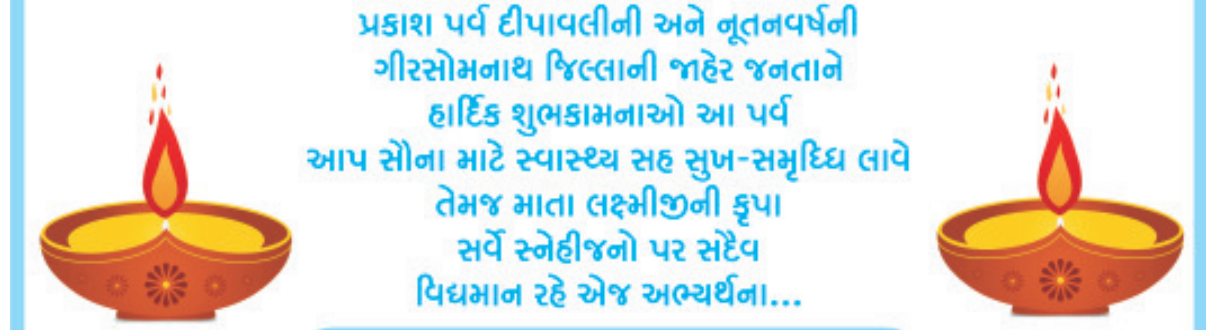 પ્રકાશ પર્વ દીપાવલીની અને નૂતનવર્ષની
ગીરસોમનાથ જિલ્લાની જાહેર જનતાને
હાર્દિક શુભકામનાઓ આ પર્વ
આપ સૌના માટે સ્વાસ્થ્ય સહ સુખ-સમૃધ્ધિ લાવે
તેમજ માતા લક્ષ્મીજીની કૃપા
સર્વે સ્નેહીજનો પર સદૈવ
વિદ્યમાન રહે એજ અભ્યર્થના...